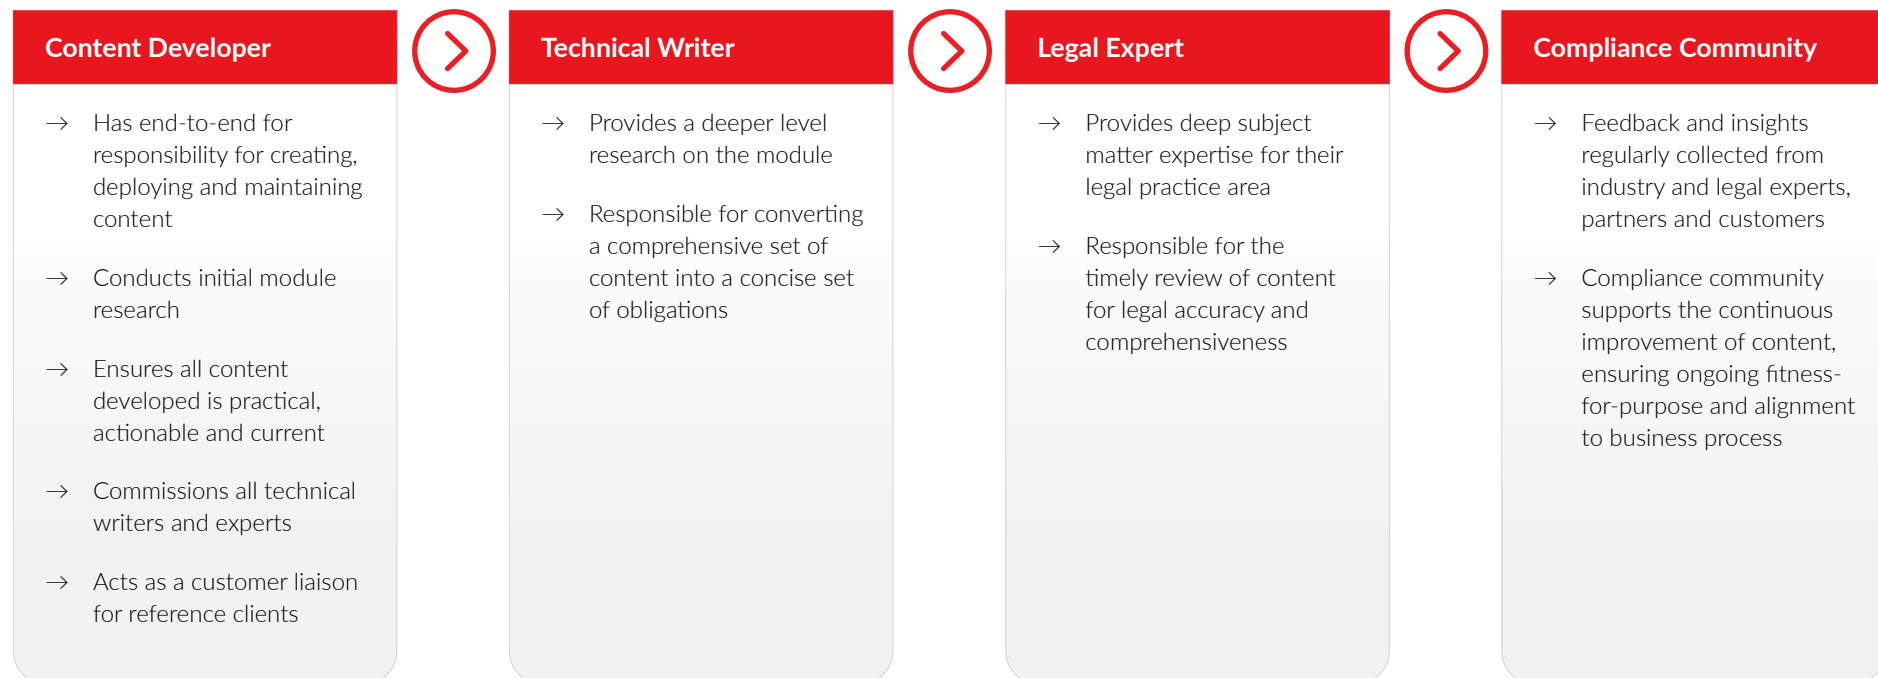 Content Developer
→ Has end-to-end for
responsibility for creating,
deploying and maintaining
content
→ Conducts initial module
research
→ Ensures all content
developed is practical,
actionable and current
→ Commissions all technical
writers and experts
→ Acts as a customer liaison
for reference clients
Technical Writer
→ Provides a deeper level
research on the module
→ Responsible for converting
a comprehensive set of
content into a concise set
of obligations
Legal Expert
→ Provides deep subject
matter expertise for their
legal practice area
→ Responsible for the
timely review of content
for legal accuracy and
comprehensiveness
Compliance Community
→ Feedback and insights
regularly collected from
industry and legal experts,
partners and customers
→ Compliance community
supports the continuous
improvement of content,
ensuring ongoing fitness-
for-purpose and alignment
to business process